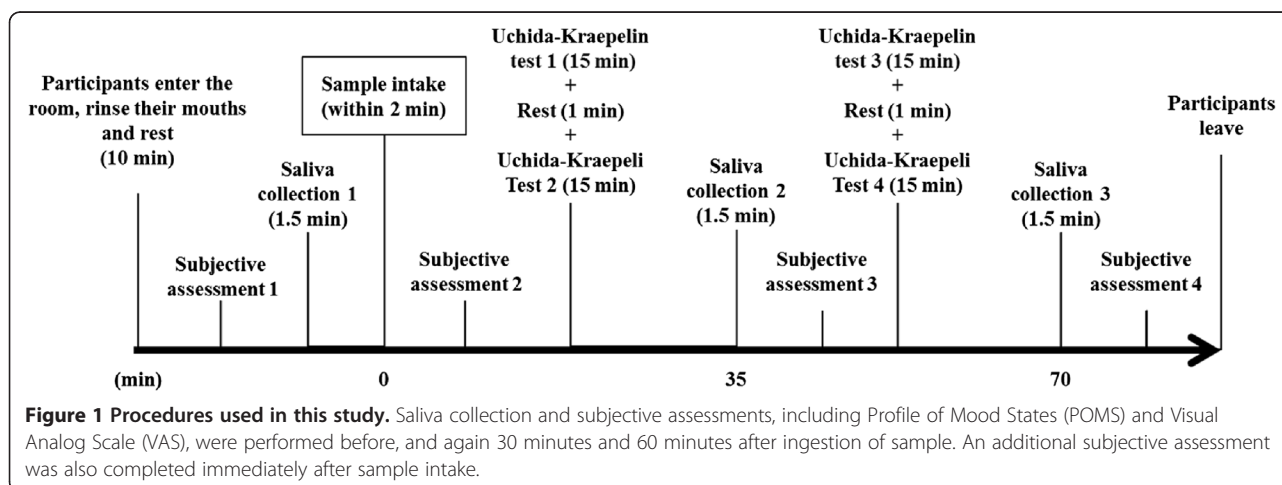 Participants enter the
room, rinse their mouths
and rest
(10 min)
Subjective
assessment 1
Saliva
collection 1
(1.5 min)
Sample intake
(within 2 min)
Subjective
assessment 2
Uchida-Kraepelin
test 1 (15 min)
+
Rest (1 min)
+
Uchida-Kraepeli
Test 2 (15 min)
Saliva
collection 2
(1.5 min)
Subjective
assessment 3
Uchida-Kraepelin
test 3 (15 min)
+
Rest (1 min)
+
Uchida-Kraepeli
Test 4 (15 min)
Saliva
collection 3
(1.5 min)
Subjective
assessment 4
Participants
leave
(min) 0 35 70
Figure 1 Procedures used in this study. Saliva collection and subjective assessments, including Profile of Mood States (POMS) and Visual
Analog Scale (VAS), were performed before, and again 30 minutes and 60 minutes after ingestion of sample. An additional subjective assessment
was also completed immediately after sample intake.